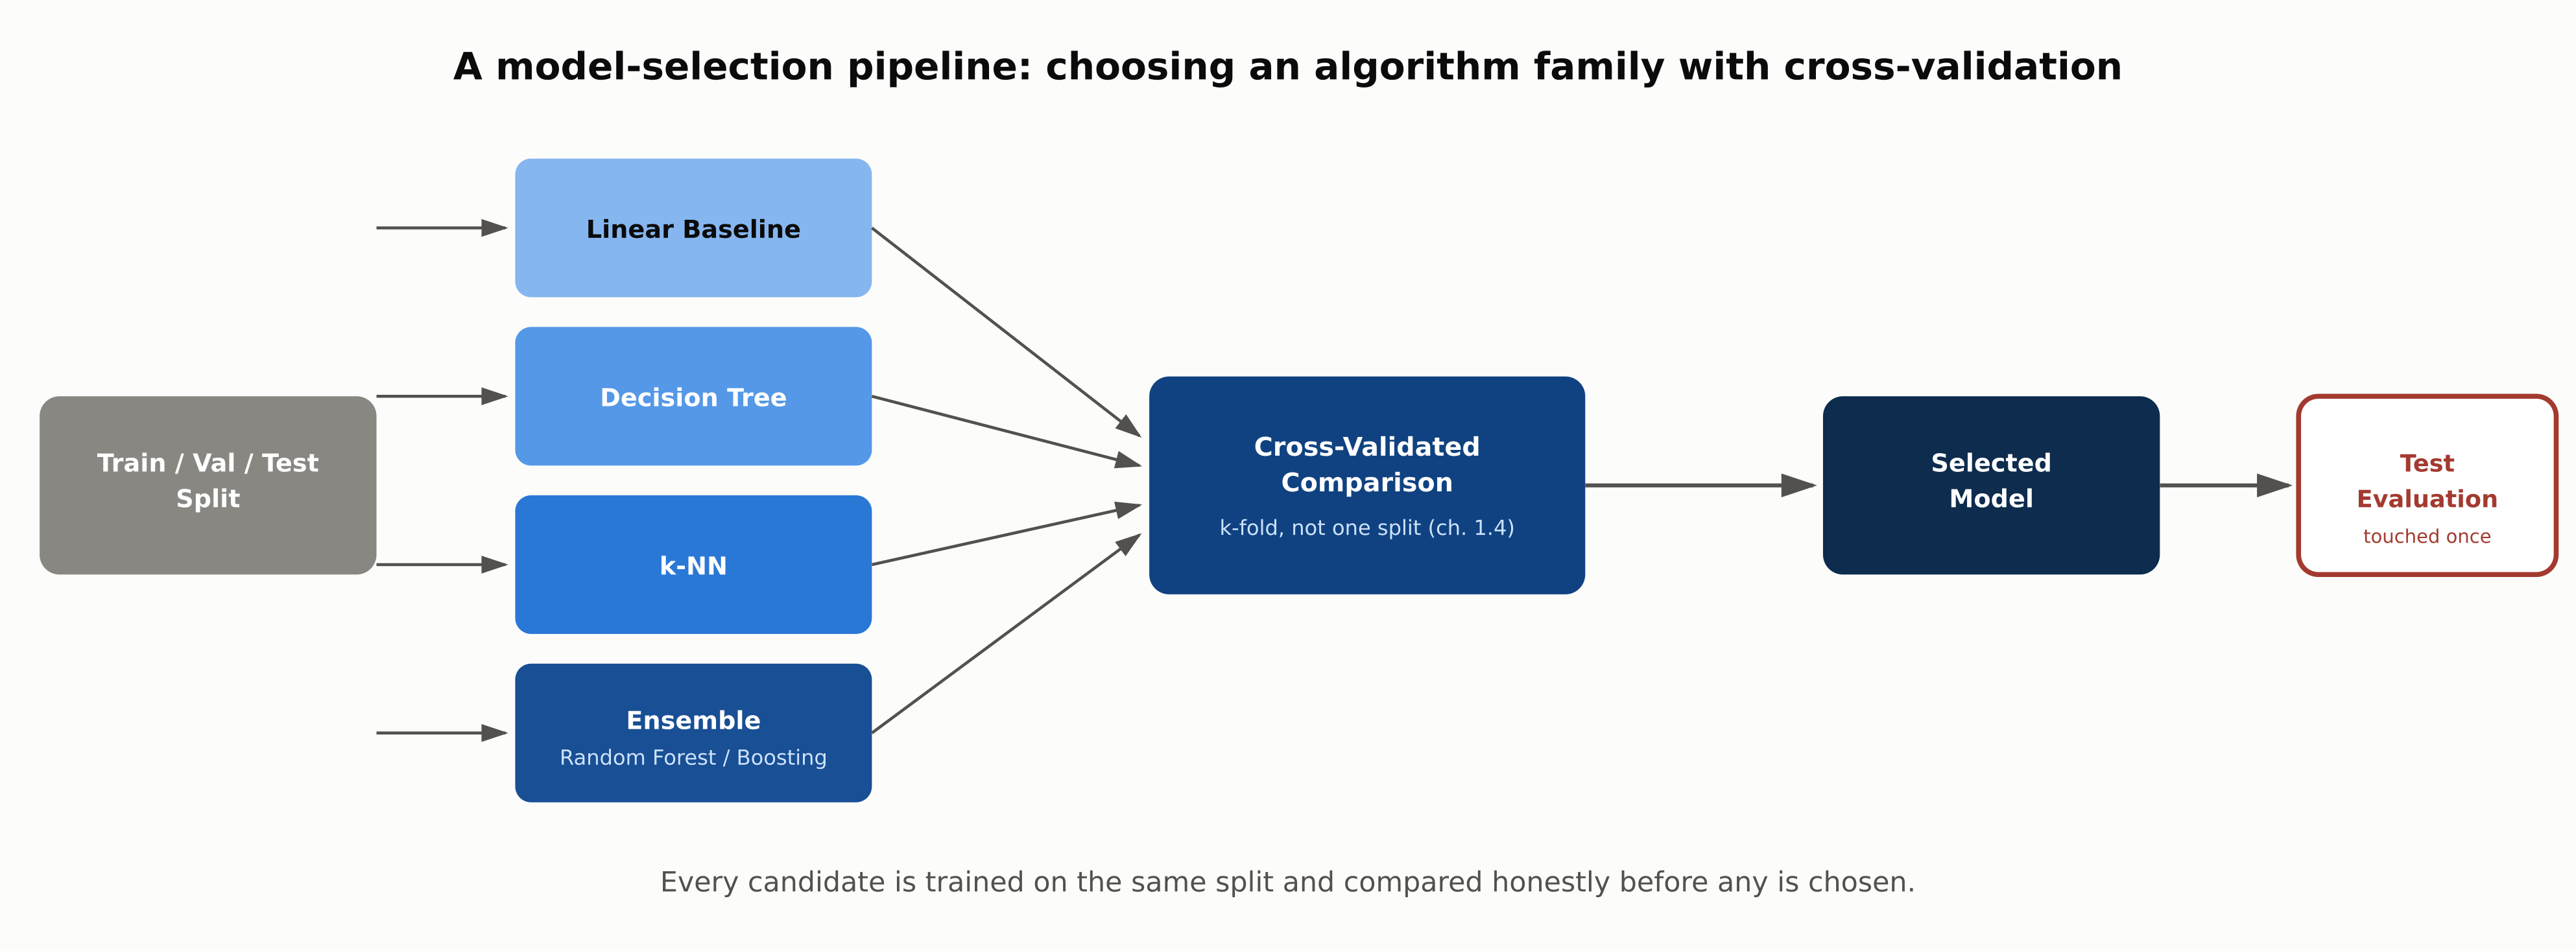 A model-selection pipeline: choosing an algorithm family with cross-validation
Train / Val / Test
Split
Linear Baseline
Decision Tree
k-NN
Ensemble
Random Forest / Boosting
Cross-Validated
Comparison
k-fold, not one split (ch. 1.4)
Selected
Model
Test
Evaluation
touched once
Every candidate is trained on the same split and compared honestly before any is chosen.